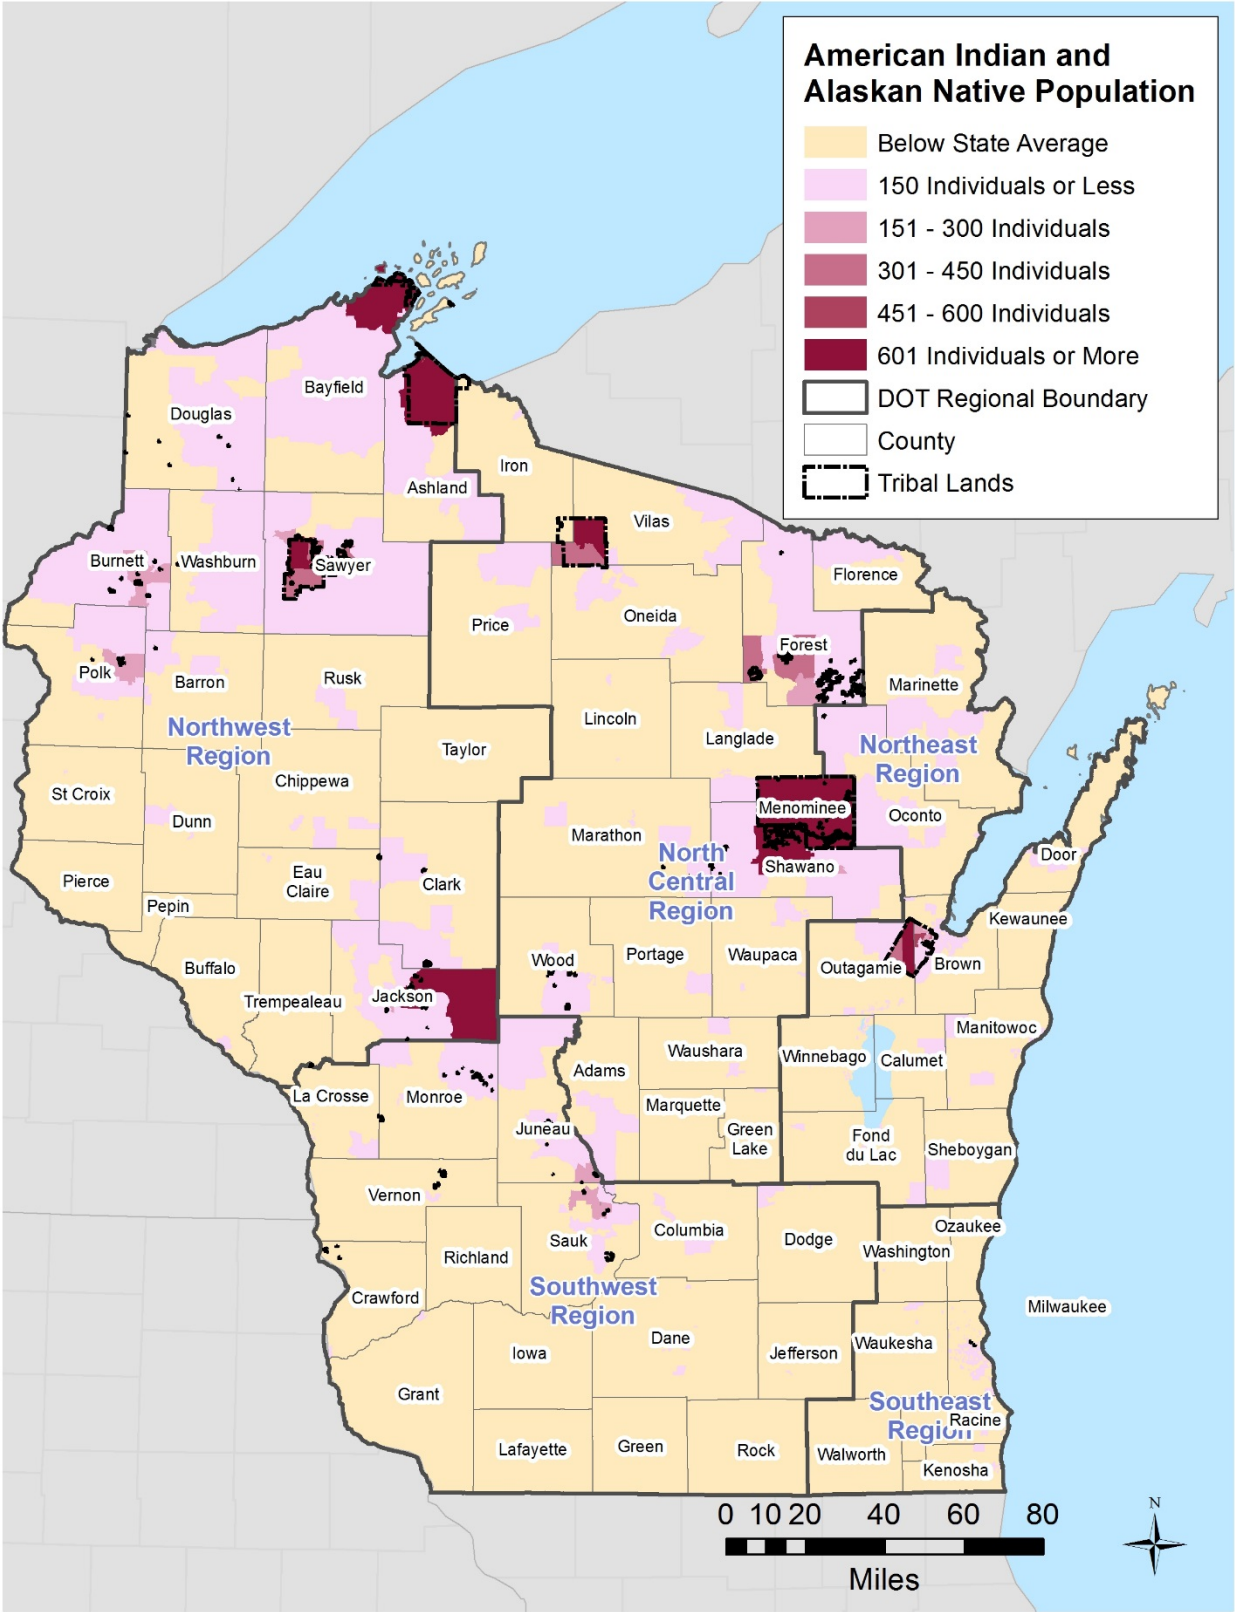 American Indian and
Alaskan Native Population
Below State Average
150 Individuals or Less
151 - 300 Individuals
301 - 450 Individuals
451 - 600 Individuals
601 Individuals or More
DOT Regional Boundary
County
Tribal Lands
Bayfield
Douglas
Iron
Ashland
Vilas
Burnett
Washburn
Sawyer
Florence
Price
Oneida
Forest
Polk
Barron
Rusk
Marinette
Northwest
Region
Lincoln
Langlade
Taylor
Northeast
Region
Chippewa
St Croix
Menominee
Dunn
Oconto
Marathon
North
Central
Region
Door
Shawano
Pierce
Eau
Claire
Clark
Pepin
Kewaunee
Buffalo
Wood
Portage
Waupaca
Outagamie
Brown
Trempealeau
Jackson
Manitowoc
Waushara
Winnebago
Calumet
Adams
La Crosse
Monroe
Marquette
Juneau
Green
Lake
Fond
du Lac
Sheboygan
Vernon
Columbia
Dodge
Ozaukee
Sauk
Washington
Richland
Southwest
Region
Crawford
Milwaukee
Dane
Waukesha
Iowa
Jefferson
Grant
Southeast
Region
Racine
Lafayette
Green
Rock
Walworth
Kenosha
0 10 20 40 60 80
Miles
N